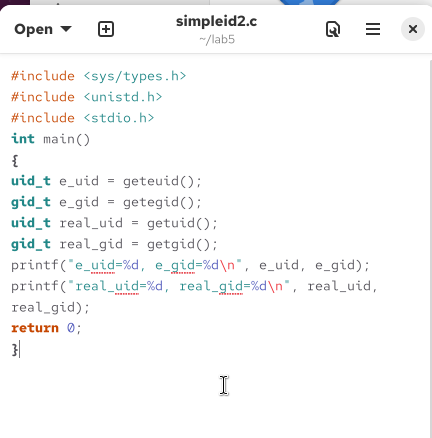 Open
simpleid2.c
~/lab5
#include <sys/types.h>
#include <unistd.h>
#include <stdio.h>
int main()
{
uid_t e_uid = geteuid();
gid_t e_gid = getegid();
uid_t real_uid = getuid();
gid_t real_gid = getgid();
printf("e_uid=%d, e_gid=%d\n", e_uid, e_gid);
printf("real_uid=%d, real_gid=%d\n", real_uid,
real_gid);
return 0;
}